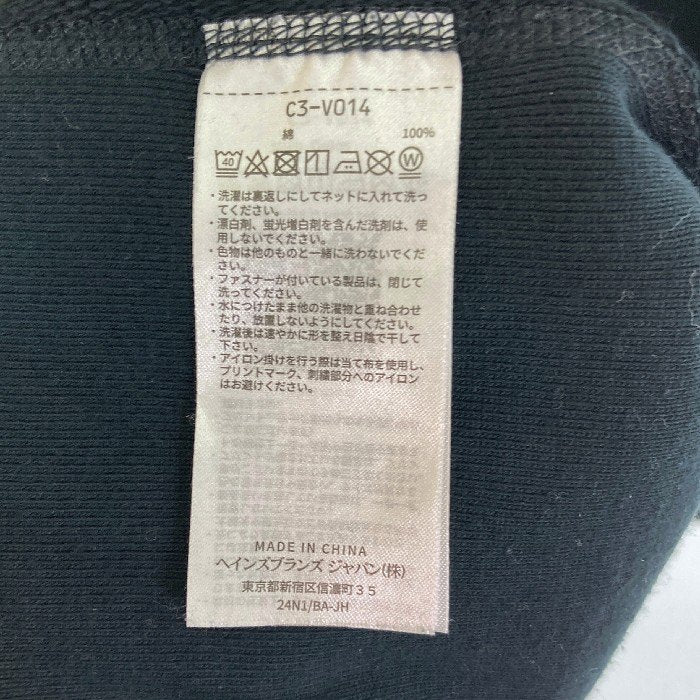 C3-V014
綿 100%
40 W
・洗濯は裏返しにしてネットに入れて洗っ
てください。
・漂白剤、蛍光増白剤を含んだ洗剤は、使
用しないでください。
・色物は他のものと一緒に洗わないでくだ
さい。
・ファスナーが付いている製品は、閉じて
洗ってください。
・水につけたまま他の洗濯物と重ね合わせ
たり、放置しないようにしてください。
・洗濯後は速やかに形を整え日陰で干して
下さい。
・アイロン掛けを行う際は当て布を使用し、
プリントマーク、刺繍部分へのアイロン
はお避けください。
MADE IN CHINA
ヘインズブランズ ジャパン(株)
東京都新宿区信濃町35
24N1/BA-JH